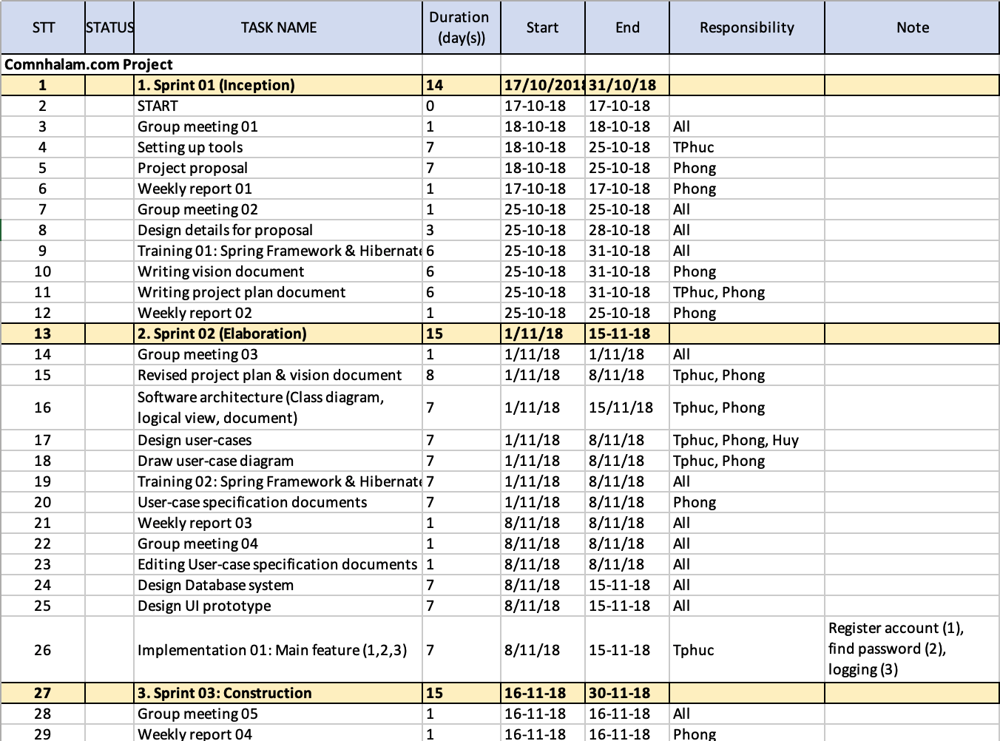 STT STATUS TASK NAME Duration (day(s)) Start End Responsibility Note
Comnhalam.com Project
1 1. Sprint 01 (Inception) 14 17/10/2018 31/10/18
2 START 0 17-10-18 17-10-18
3 Group meeting 01 1 18-10-18 18-10-18 All
4 Setting up tools 7 18-10-18 25-10-18 TPhuc
5 Project proposal 7 18-10-18 25-10-18 Phong
6 Weekly report 01 1 17-10-18 17-10-18 Phong
7 Group meeting 02 1 25-10-18 25-10-18 All
8 Design details for proposal 3 25-10-18 28-10-18 All
9 Training 01: Spring Framework & Hibernate 6 25-10-18 31-10-18 All
10 Writing vision document 6 25-10-18 31-10-18 Phong
11 Writing project plan document 6 25-10-18 31-10-18 TPhuc, Phong
12 Weekly report 02 1 25-10-18 25-10-18 Phong
13 2. Sprint 02 (Elaboration) 15 1/11/18 15-11-18
14 Group meeting 03 1 1/11/18 1/11/18 All
15 Revised project plan & vision document 8 1/11/18 8/11/18 Tphuc, Phong
16 Software architecture (Class diagram, logical view, document) 7 1/11/18 15/11/18 Tphuc, Phong
17 Design user-cases 7 1/11/18 8/11/18 Tphuc, Phong, Huy
18 Draw user-case diagram 7 1/11/18 8/11/18 Tphuc, Phong
19 Training 02: Spring Framework & Hibernate 7 1/11/18 8/11/18 All
20 User-case specification documents 7 1/11/18 8/11/18 Phong
21 Weekly report 03 1 8/11/18 8/11/18 All
22 Group meeting 04 1 8/11/18 8/11/18 All
23 Editing User-case specification documents 1 8/11/18 8/11/18 All
24 Design Database system 7 8/11/18 15-11-18 All
25 Design UI prototype 7 8/11/18 15-11-18 All
26 Implementation 01: Main feature (1,2,3) 7 8/11/18 15-11-18 Tphuc Register account (1), find password (2), logging (3)
27 3. Sprint 03: Construction 15 16-11-18 30-11-18
28 Group meeting 05 1 16-11-18 16-11-18 All
29 Weekly report 04 1 16-11-18 16-11-18 Phong